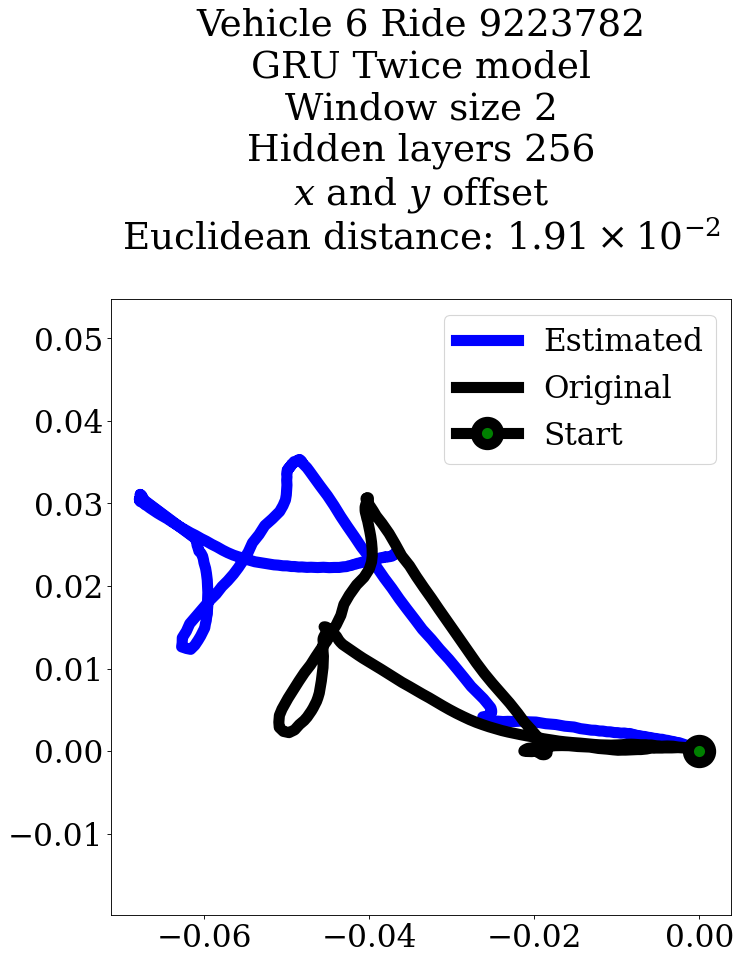 Vehicle 6 Ride 9223782
GRU Twice model
Window size 2
Hidden layers 256
x and y offset
Euclidean distance: 1.91 × 10⁻²
Estimated
Original
Start
0.05
0.04
0.03
0.02
0.01
0.00
−0.01
−0.06 −0.04 −0.02 0.00